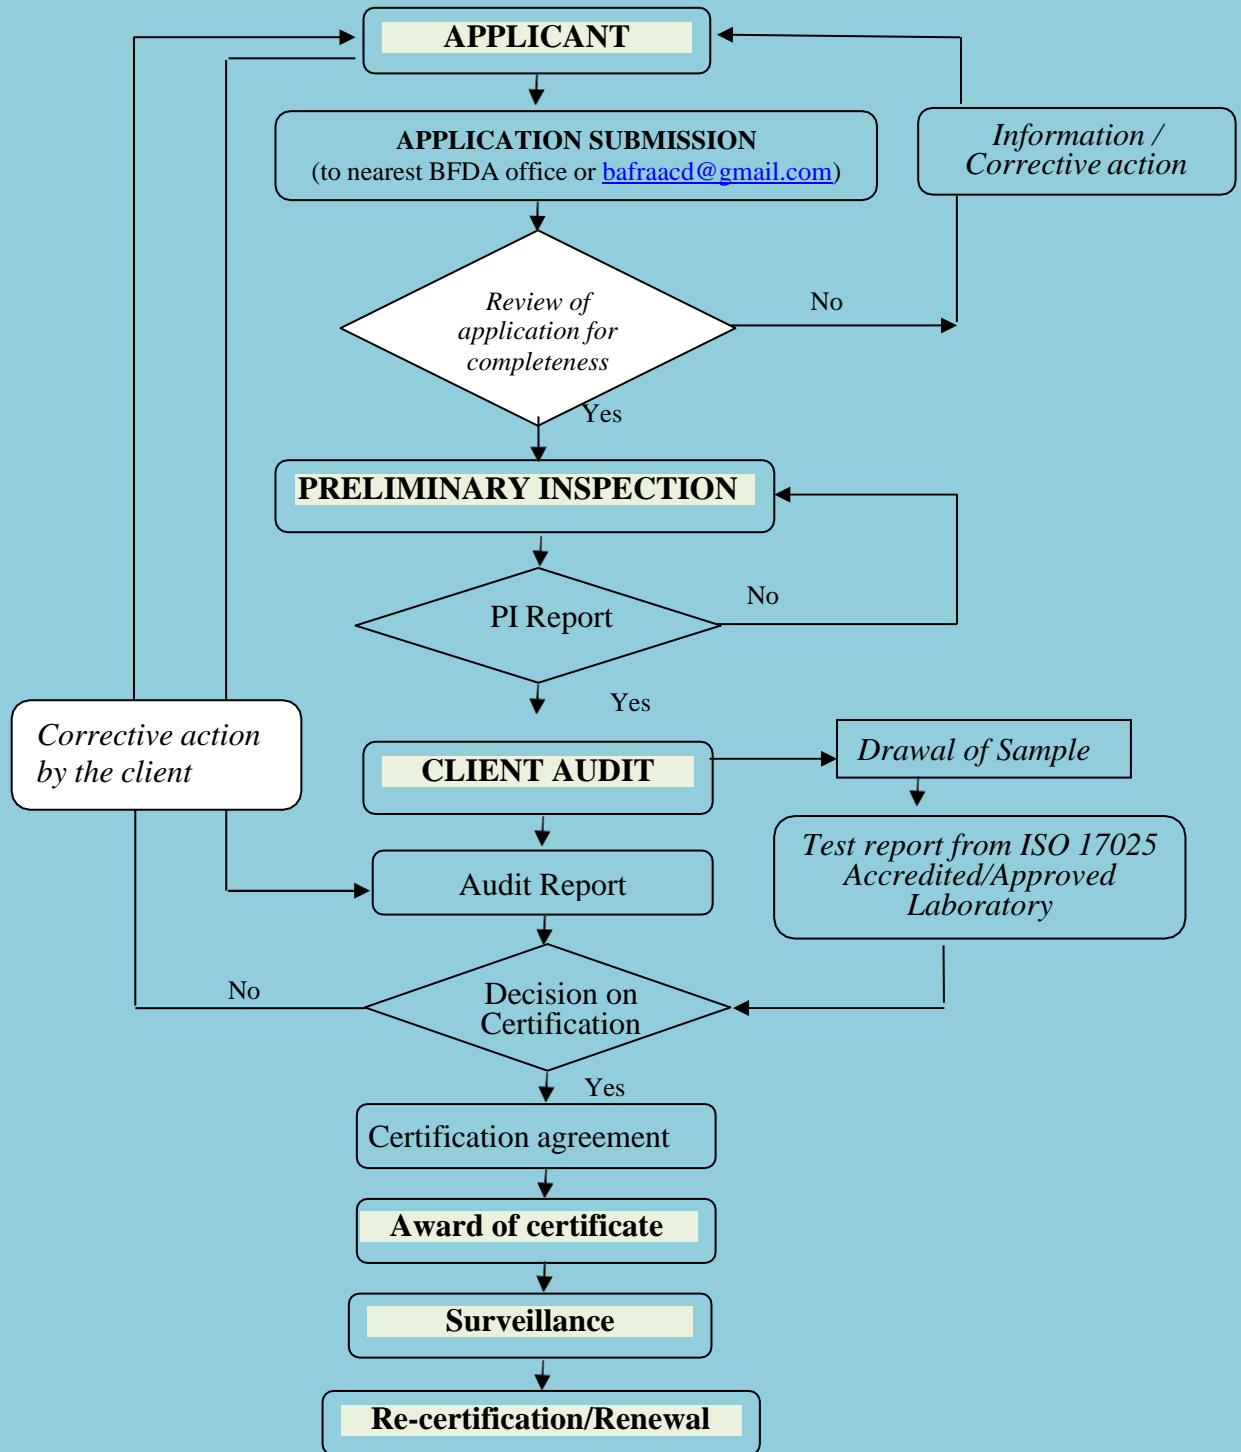 APPLICANT
APPLICATION SUBMISSION
(to nearest BFDA office or bafraacd@gmail.com)
Information /
Corrective action
Review of
application for
completeness
No
Yes
PRELIMINARY INSPECTION
PI Report
No
Yes
Corrective action
by the client
CLIENT AUDIT
Drawal of Sample
Test report from ISO 17025
Accredited/Approved
Laboratory
Audit Report
Decision on
Certification
No
Yes
Certification agreement
Award of certificate
Surveillance
Re-certification/Renewal